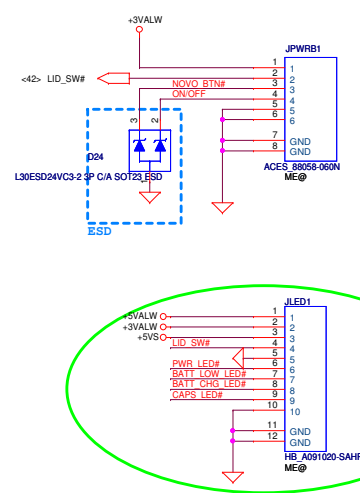 +3VALW
JPWRB1
<42> LID_SW#
NOVO_BTN#
ON/OFF
1 1
2 2
3 3
4 4
5 5
6 6
7 GND
8 GND
3 2
D24
1
L30ESD24VC3-2 3P C/A SOT23 ESD
ACES_88058-060N
ME@
ESD
JLED1
+5VALW 1 1
+3VALW 2 2
+5VS 3 3
LID_SW# 4 4
5 5
PWR_LED# 6 6
BATT_LOW_LED# 7 7
BATT_CHG_LED# 8 8
CAPS_LED# 9 9
10 10
11 GND
12 GND
HB_A091020-SAHR
ME@